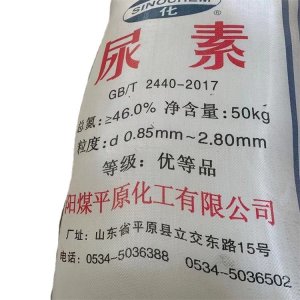 SINOCHEM
化
尿素
GB/T 2440-2017
总氮:≥46.0% 净含量:50kg
粒度:d 0.85mm~2.80mm
等级:优等品
阳煤平原化工有限公司
厂址:山东省平原县立交东路15号
电话:0534-5036388 0534-5036502